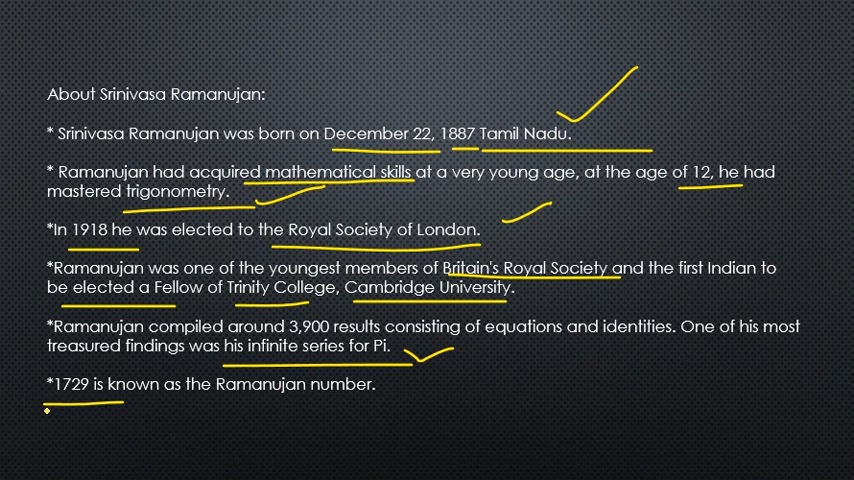 About Srinivasa Ramanujan:
* Srinivasa Ramanujan was born on December 22, 1887 Tamil Nadu.
* Ramanujan had acquired mathematical skills at a very young age, at the age of 12, he had
mastered trigonometry.
*In 1918 he was elected to the Royal Society of London.
*Ramanujan was one of the youngest members of Britain's Royal Society and the first Indian to
be elected a Fellow of Trinity College, Cambridge University.
*Ramanujan compiled around 3,900 results consisting of equations and identities. One of his most
treasured findings was his infinite series for Pi.
*1729 is known as the Ramanujan number.